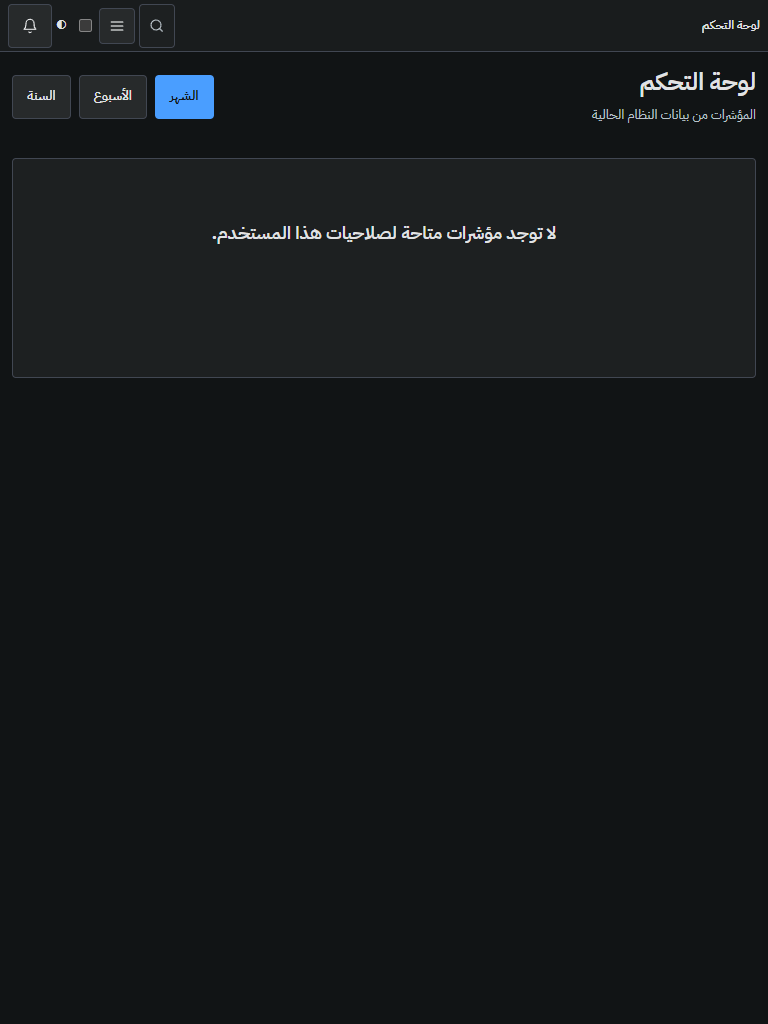 لوحة التحكم
لوحة التحكم
المؤشرات من بيانات النظام الحالية
الشهر
الأسبوع
السنة
لا توجد مؤشرات متاحة لصلاحيات هذا المستخدم.